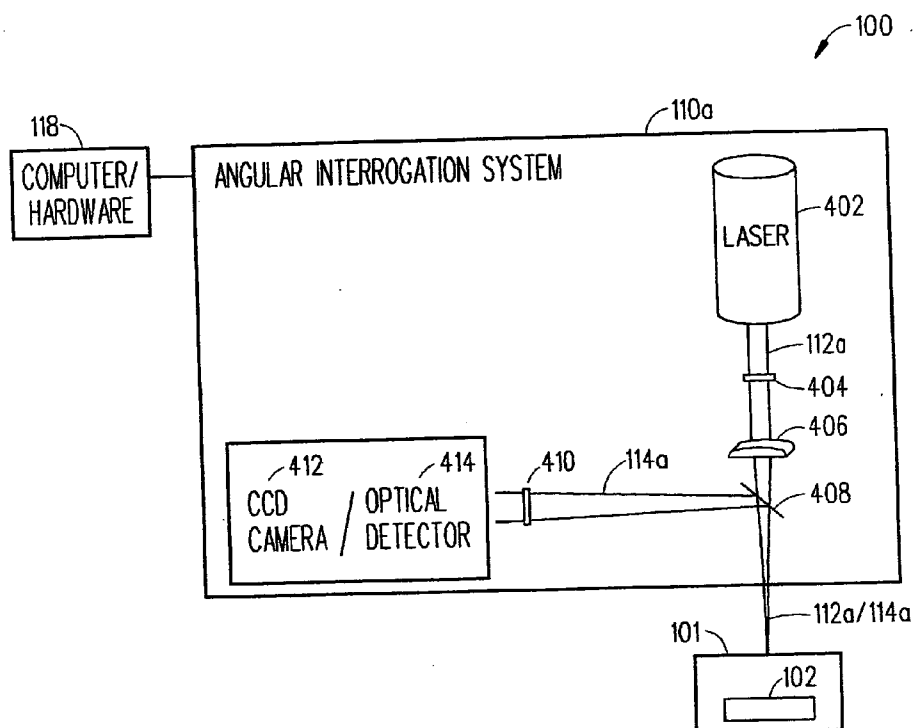 100
110a
118
COMPUTER/
HARDWARE
ANGULAR INTERROGATION SYSTEM
402
LASER
112a
404
406
412
414
410
114a
408
CCD
CAMERA
/
OPTICAL
DETECTOR
112a/114a
101
102